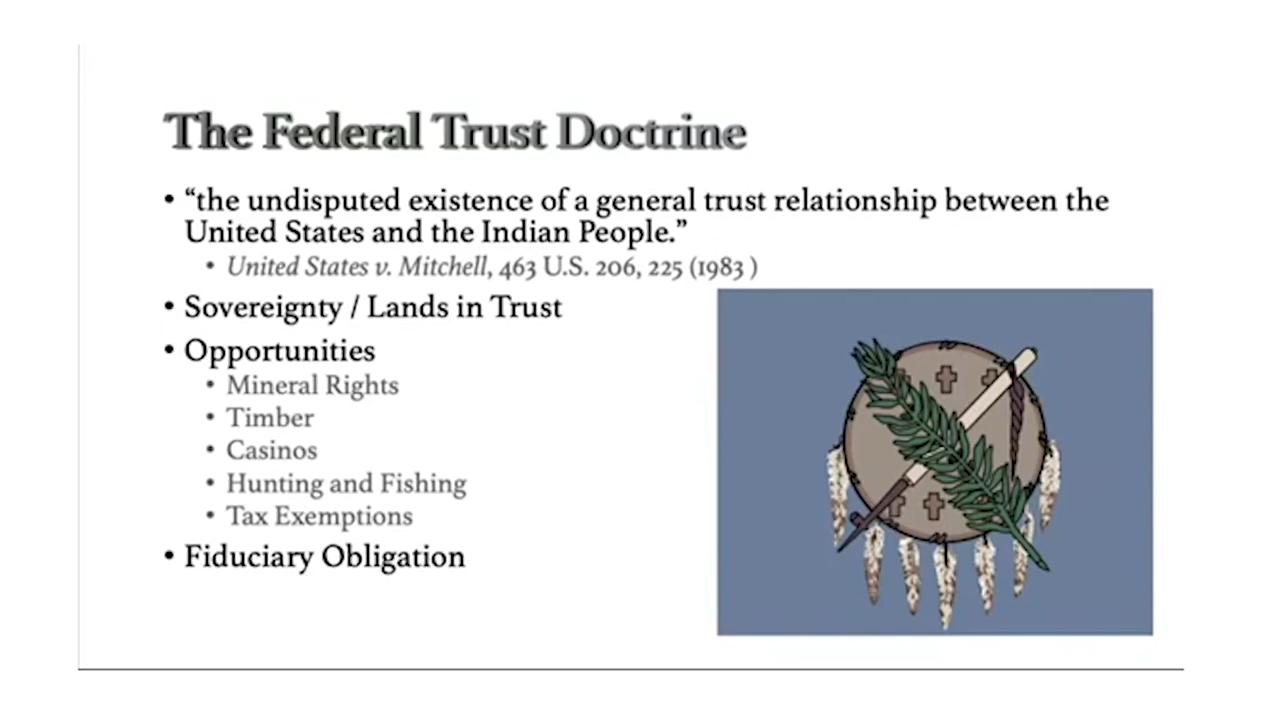 The Federal Trust Doctrine
• “the undisputed existence of a general trust relationship between the
United States and the Indian People.”
• United States v. Mitchell, 463 U.S. 206, 225 (1983 )
• Sovereignty / Lands in Trust
• Opportunities
• Mineral Rights
• Timber
• Casinos
• Hunting and Fishing
• Tax Exemptions
• Fiduciary Obligation